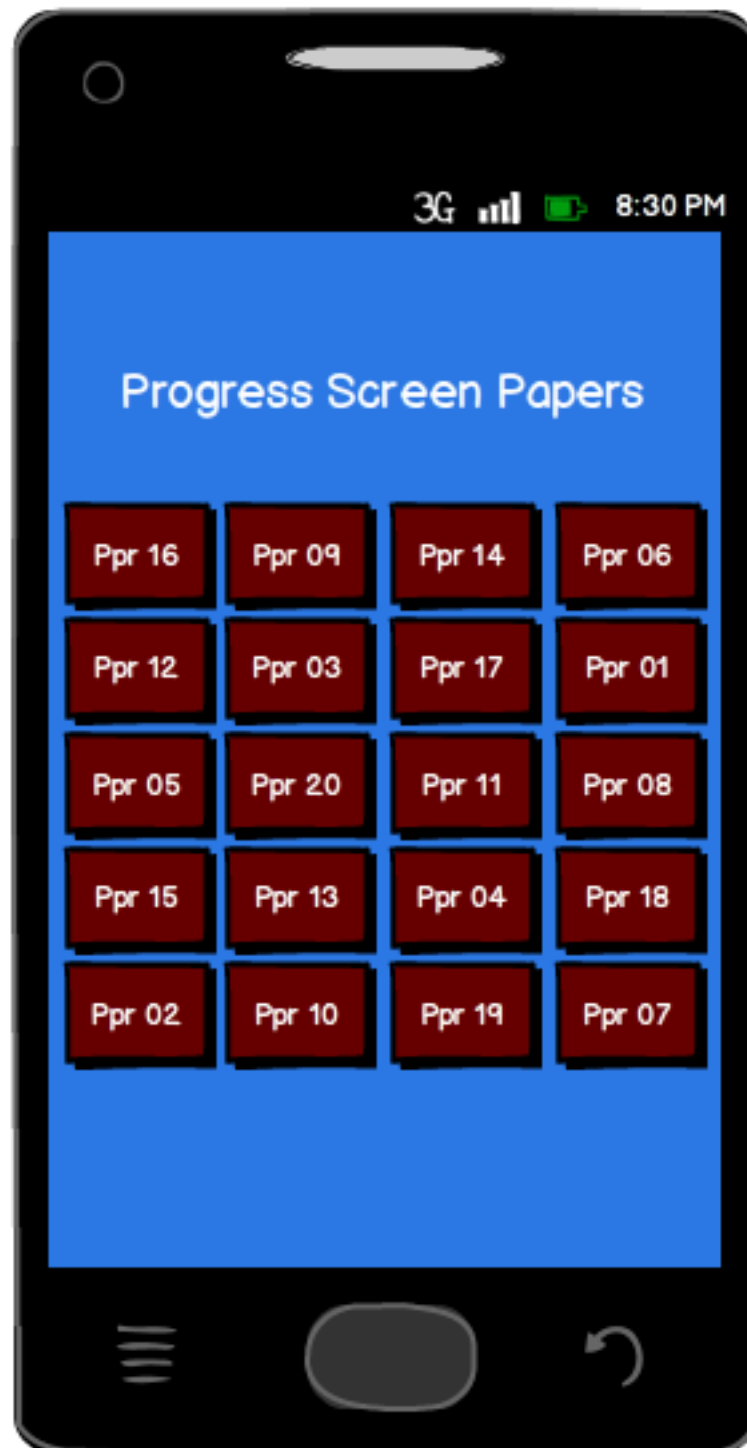 3G 8:30 PM
Progress Screen Papers
Ppr 16 Ppr 09 Ppr 14 Ppr 06
Ppr 12 Ppr 03 Ppr 17 Ppr 01
Ppr 05 Ppr 20 Ppr 11 Ppr 08
Ppr 15 Ppr 13 Ppr 04 Ppr 18
Ppr 02 Ppr 10 Ppr 19 Ppr 07